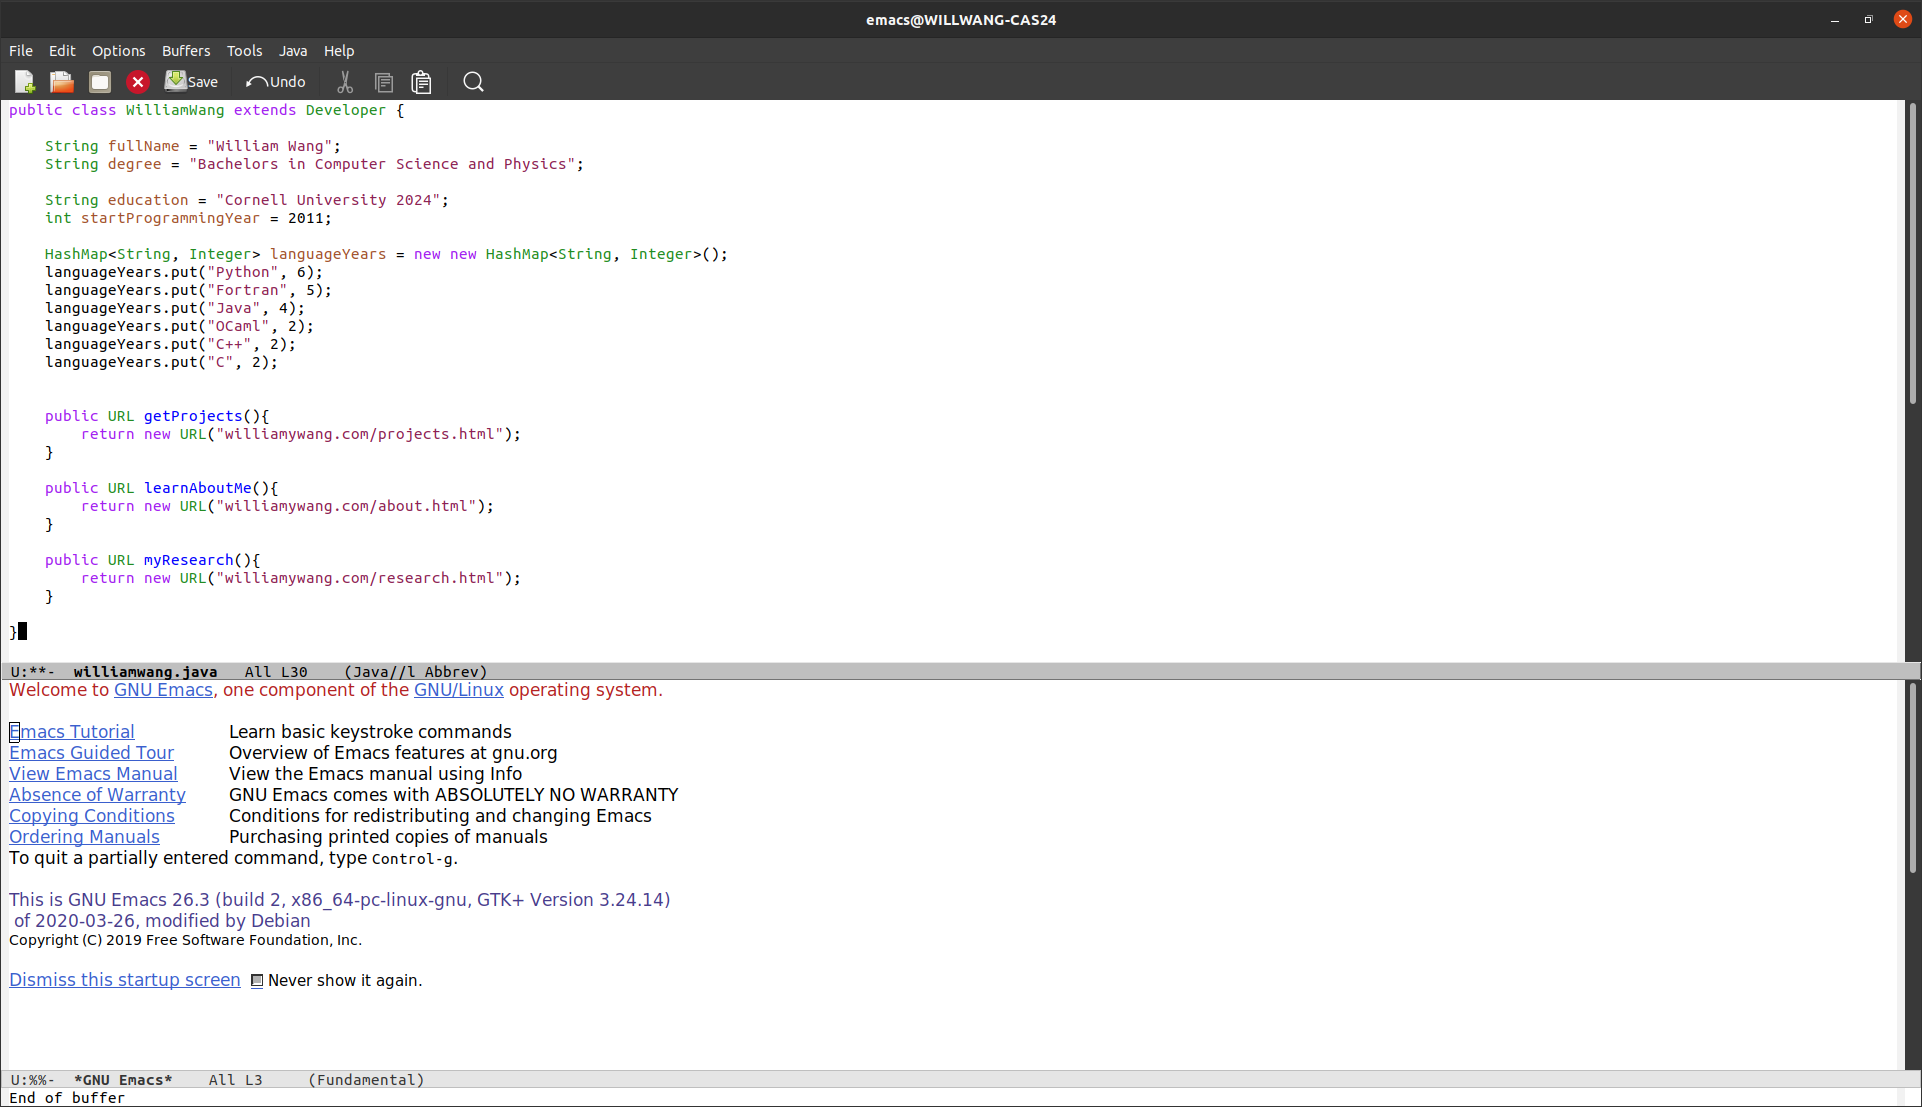 emacs@WILLWANG-CAS24
File Edit Options Buffers Tools Java Help
Save Undo
public class WilliamWang extends Developer {
String fullName = "William Wang";
String degree = "Bachelors in Computer Science and Physics";
String education = "Cornell University 2024";
int startProgrammingYear = 2011;
HashMap<String, Integer> languageYears = new new HashMap<String, Integer>();
languageYears.put("Python", 6);
languageYears.put("Fortran", 5);
languageYears.put("Java", 4);
languageYears.put("OCaml", 2);
languageYears.put("C++", 2);
languageYears.put("C", 2);
public URL getProjects(){
return new URL("williamywang.com/projects.html");
}
public URL learnAboutMe(){
return new URL("williamywang.com/about.html");
}
public URL myResearch(){
return new URL("williamywang.com/research.html");
}
}
U:**-  williamwang.java   All L30    (Java//l Abbrev)
Welcome to GNU Emacs, one component of the GNU/Linux operating system.
Emacs Tutorial Learn basic keystroke commands
Emacs Guided Tour Overview of Emacs features at gnu.org
View Emacs Manual View the Emacs manual using Info
Absence of Warranty GNU Emacs comes with ABSOLUTELY NO WARRANTY
Copying Conditions Conditions for redistributing and changing Emacs
Ordering Manuals Purchasing printed copies of manuals
To quit a partially entered command, type Control-g.
This is GNU Emacs 26.3 (build 2, x86_64-pc-linux-gnu, GTK+ Version 3.24.14)
of 2020-03-26, modified by Debian
Copyright (C) 2019 Free Software Foundation, Inc.
Dismiss this startup screen Never show it again.
U:%%-  *GNU Emacs*    All L3     (Fundamental)
End of buffer